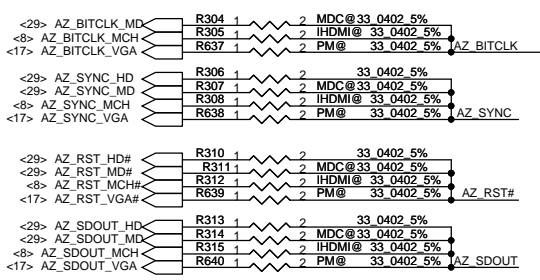 <29> AZ_BITCLK_MD R304 1 2 MDC@33_0402_5%
<8> AZ_BITCLK_MCH R305 1 2 IHDMI@ 33_0402_5%
<17> AZ_BITCLK_VGA R637 1 2 PM@ 33_0402_5% AZ_BITCLK
<29> AZ_SYNC_HD R306 1 2 33_0402_5%
<29> AZ_SYNC_MD R307 1 2 MDC@33_0402_5%
<8> AZ_SYNC_MCH R308 1 2 IHDMI@ 33_0402_5%
<17> AZ_SYNC_VGA R638 1 2 PM@ 33_0402_5% AZ_SYNC
<29> AZ_RST_HD# R310 1 2 33_0402_5%
<29> AZ_RST_MD# R311 1 2 MDC@33_0402_5%
<8> AZ_RST_MCH# R312 1 2 IHDMI@ 33_0402_5%
<17> AZ_RST_VGA# R639 1 2 PM@ 33_0402_5% AZ_RST#
<29> AZ_SDOUT_HD R313 1 2 33_0402_5%
<29> AZ_SDOUT_MD R314 1 2 MDC@33_0402_5%
<8> AZ_SDOUT_MCH R315 1 2 IHDMI@ 33_0402_5%
<17> AZ_SDOUT_VGA R640 1 2 PM@ 33_0402_5% AZ_SDOUT